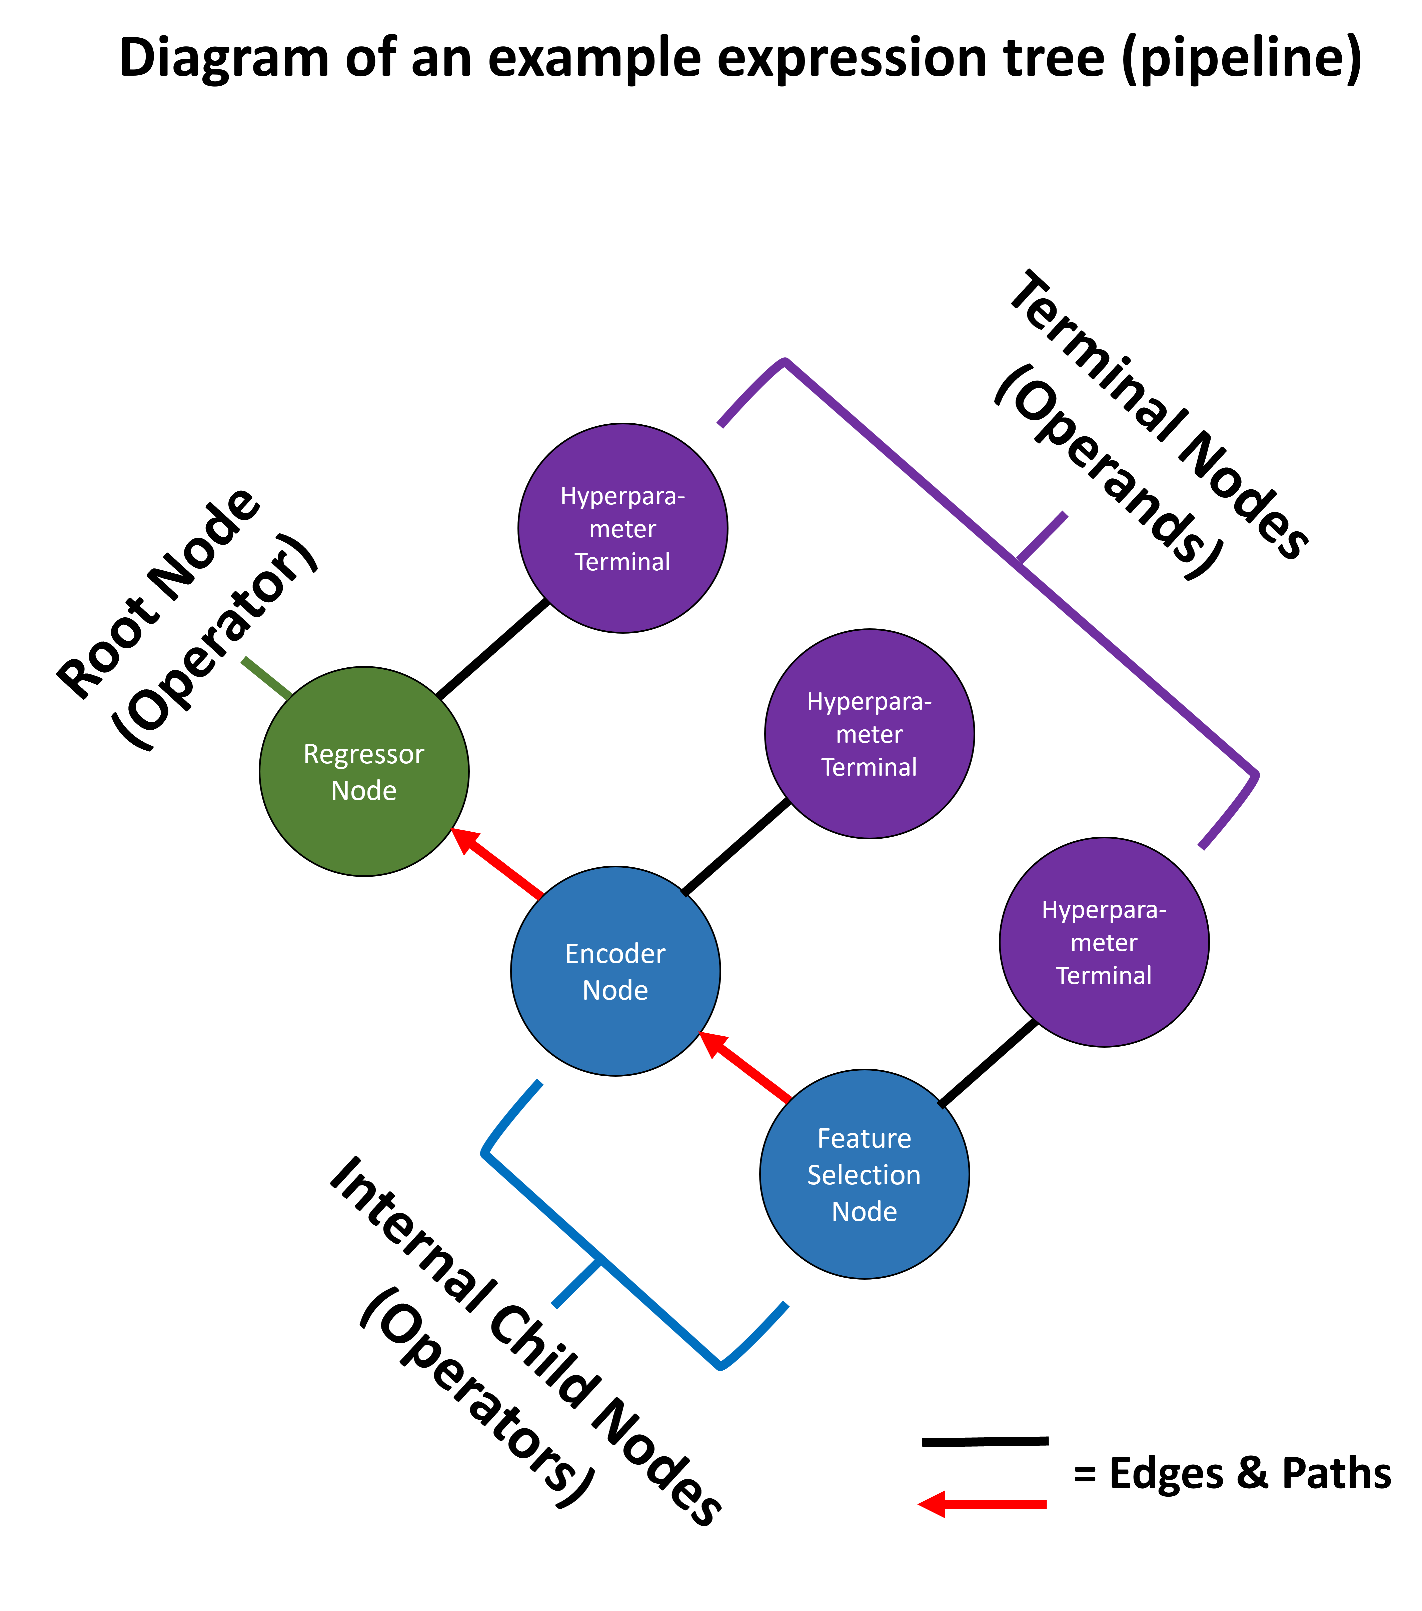 Diagram of an example expression tree (pipeline)
Terminal Nodes
(Operands)
Root Node
(Operator)
Hyperpara-
meter
Terminal
Hyperpara-
meter
Terminal
Regressor
Node
Hyperpara-
meter
Terminal
Encoder
Node
Feature
Selection
Node
Internal Child Nodes
(Operators)
= Edges & Paths